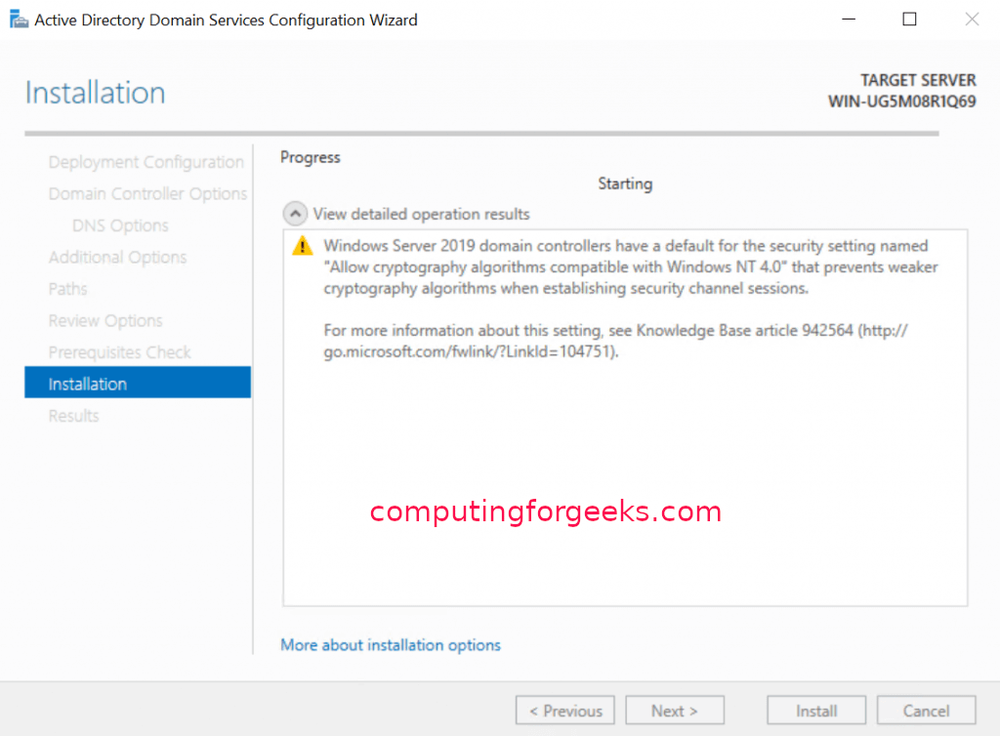 Active Directory Domain Services Configuration Wizard
Installation
TARGET SERVER
WIN-UG5M08R1Q69
Deployment Configuration
Domain Controller Options
DNS Options
Additional Options
Paths
Review Options
Prerequisites Check
Installation
Results
Progress
Starting
View detailed operation results
Windows Server 2019 domain controllers have a default for the security setting named
"Allow cryptography algorithms compatible with Windows NT 4.0" that prevents weaker
cryptography algorithms when establishing security channel sessions.
For more information about this setting, see Knowledge Base article 942564 (http://
go.microsoft.com/fwlink/?LinkId=104751).
computingforgeeks.com
More about installation options
< Previous
Next >
Install
Cancel